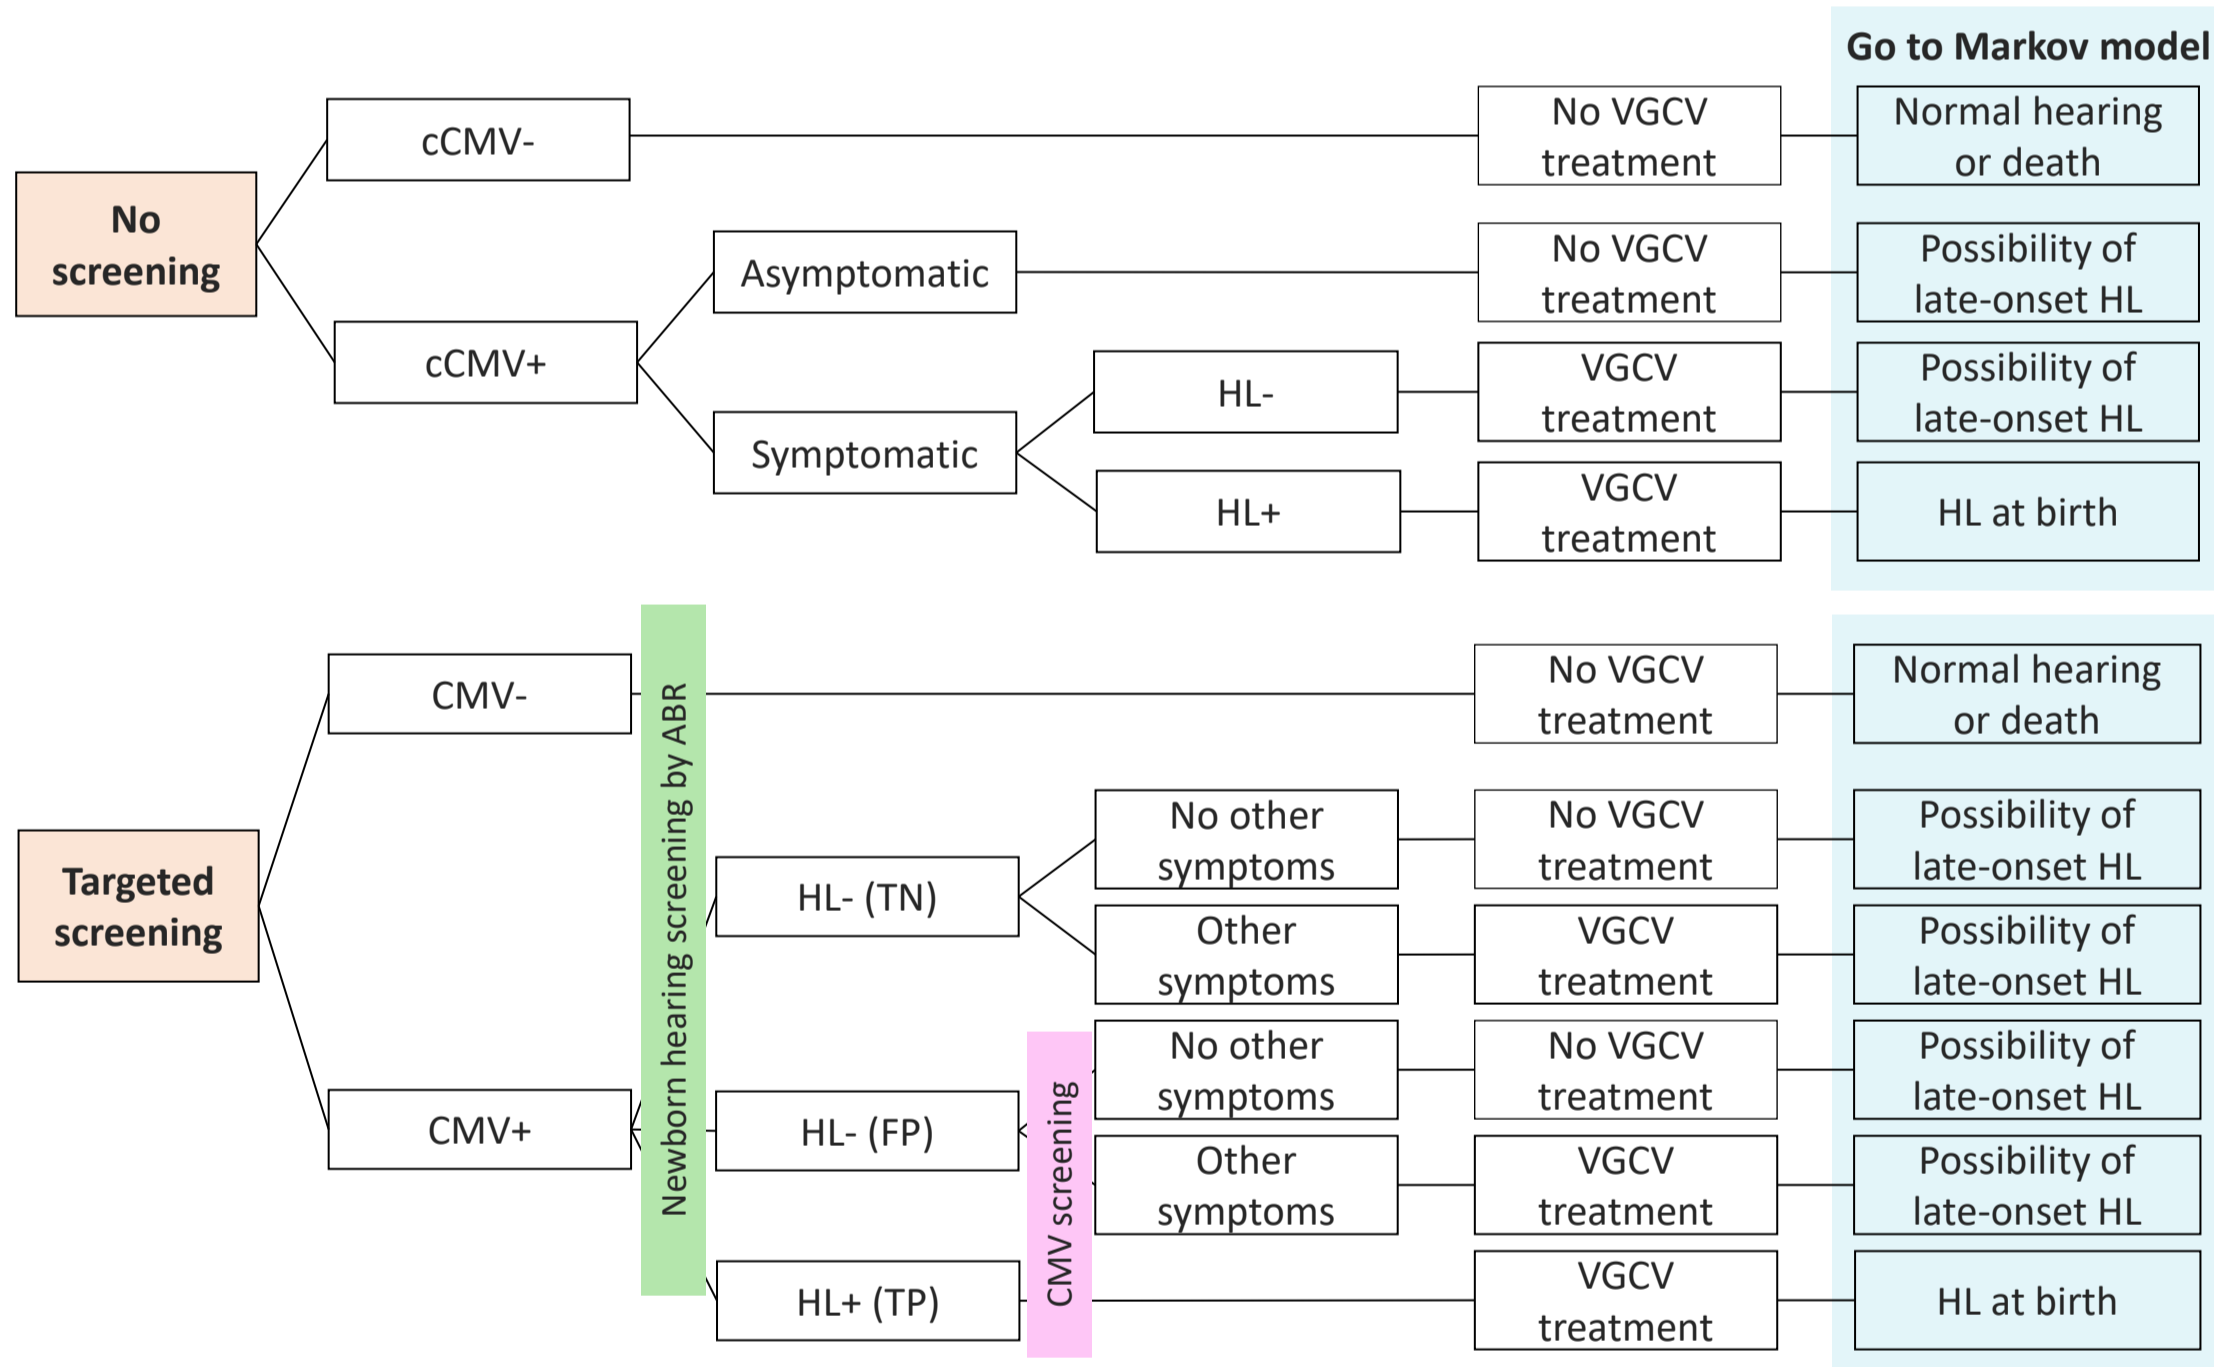 Go to Markov model
No
screening
cCMV-
No VGCV
treatment
Normal hearing
or death
cCMV+
Asymptomatic
No VGCV
treatment
Possibility of
late-onset HL
Symptomatic
HL-
VGCV
treatment
Possibility of
late-onset HL
HL+
VGCV
treatment
HL at birth
Targeted
screening
CMV-
Newborn hearing screening by ABR
No VGCV
treatment
Normal hearing
or death
CMV+
HL- (TN)
No other
symptoms
No VGCV
treatment
Possibility of
late-onset HL
Other
symptoms
VGCV
treatment
Possibility of
late-onset HL
HL- (FP)
CMV screening
No other
symptoms
No VGCV
treatment
Possibility of
late-onset HL
Other
symptoms
VGCV
treatment
Possibility of
late-onset HL
HL+ (TP)
VGCV
treatment
HL at birth